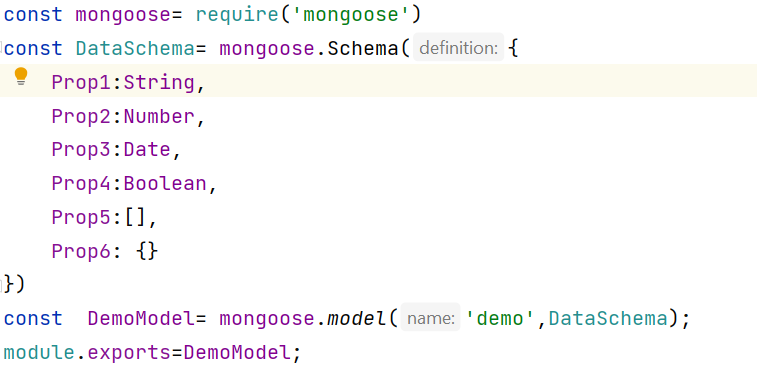 const mongoose= require('mongoose')
const DataSchema= mongoose.Schema( definition: {
    Prop1:String,
    Prop2:Number,
    Prop3:Date,
    Prop4:Boolean,
    Prop5:[],
    Prop6: {}
})
const  DemoModel= mongoose.model( name: 'demo',DataSchema);
module.exports=DemoModel;